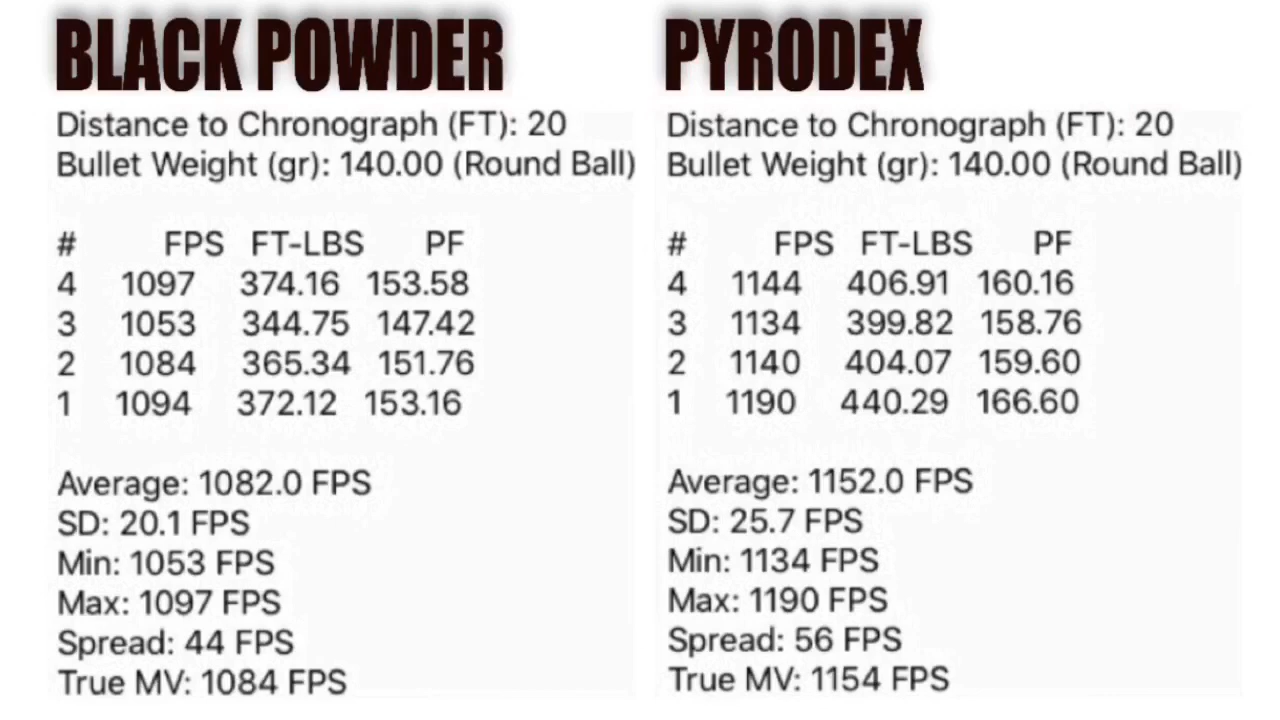 BLACK POWDER
Distance to Chronograph (FT): 20
Bullet Weight (gr): 140.00 (Round Ball)
# FPS FT-LBS PF
4 1097 374.16 153.58
3 1053 344.75 147.42
2 1084 365.34 151.76
1 1094 372.12 153.16
Average: 1082.0 FPS
SD: 20.1 FPS
Min: 1053 FPS
Max: 1097 FPS
Spread: 44 FPS
True MV: 1084 FPS
PYRODEX
Distance to Chronograph (FT): 20
Bullet Weight (gr): 140.00 (Round Ball)
# FPS FT-LBS PF
4 1144 406.91 160.16
3 1134 399.82 158.76
2 1140 404.07 159.60
1 1190 440.29 166.60
Average: 1152.0 FPS
SD: 25.7 FPS
Min: 1134 FPS
Max: 1190 FPS
Spread: 56 FPS
True MV: 1154 FPS